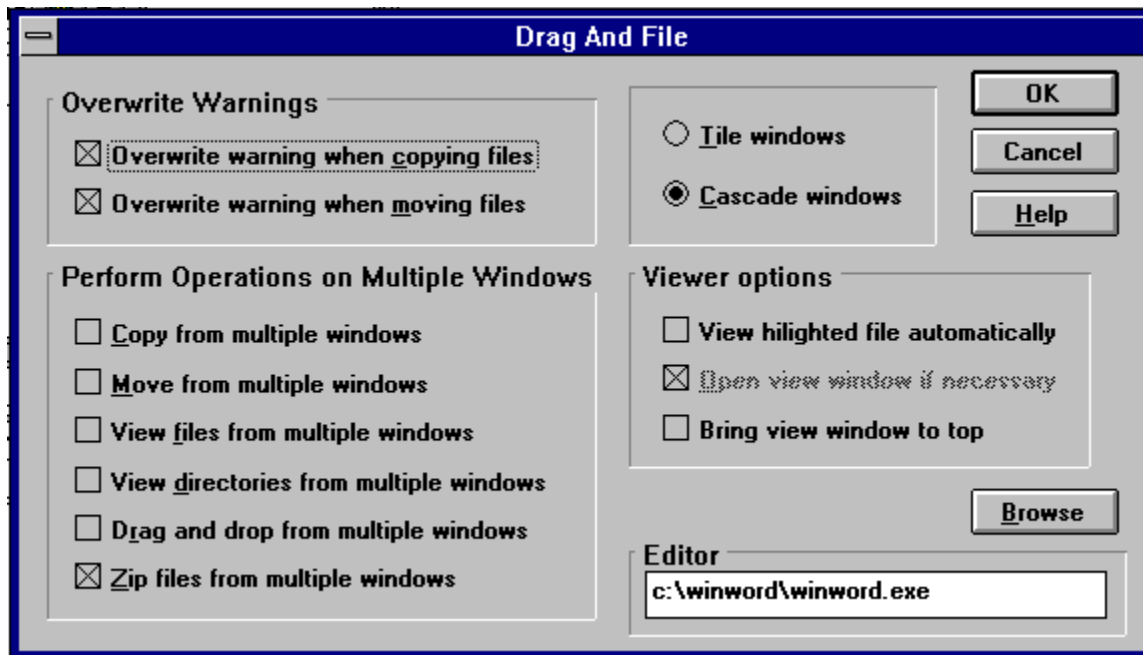 Drag And File
Overwrite Warnings
Overwrite warning when copying files
Overwrite warning when moving files
Tile windows
Cascade windows
OK
Cancel
Help
Perform Operations on Multiple Windows
Copy from multiple windows
Move from multiple windows
View files from multiple windows
View directories from multiple windows
Drag and drop from multiple windows
Zip files from multiple windows
Viewer options
View hilighted file automatically
Open view window if necessary
Bring view window to top
Browse
Editor
c:\winword\winword.exe